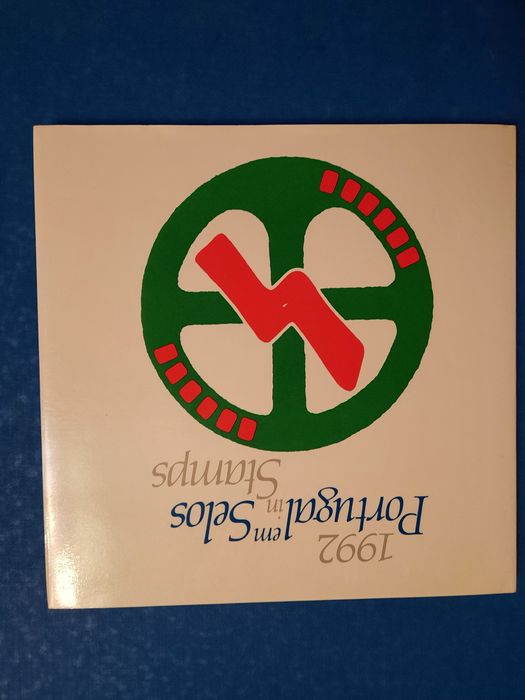 1992
Portugal em Selos
in
Stamps